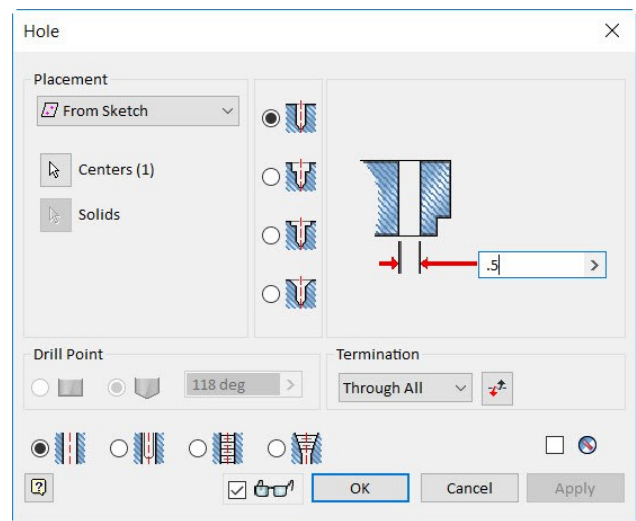 Hole
Placement
From Sketch
Centers (1)
Solids
.5
Drill Point
118 deg
Termination
Through All
OK
Cancel
Apply